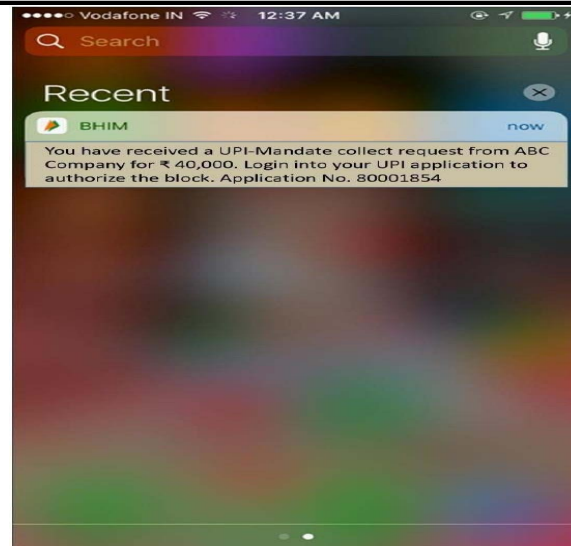 Vodafone IN 12:37 AM
Search
Recent
BHIM now
You have received a UPI-Mandate collect request from ABC
Company for ₹ 40,000. Login into your UPI application to
authorize the block. Application No. 80001854